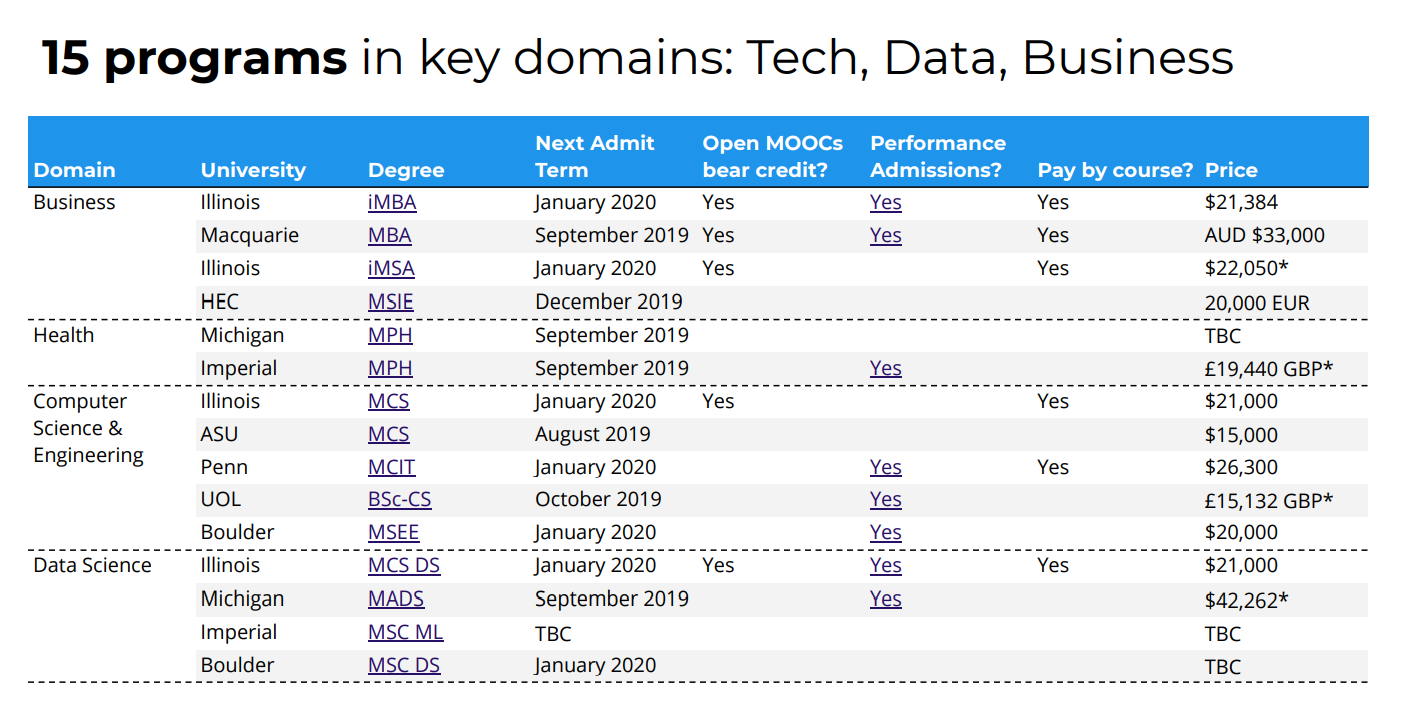 15 programs in key domains: Tech, Data, Business
Next Admit Open MOOCs Performance
Domain University Degree Term bear credit? Admissions? Pay by course? Price
Business Illinois iMBA January 2020 Yes Yes Yes $21,384
Macquarie MBA September 2019 Yes Yes Yes AUD $33,000
Illinois iMSA January 2020 Yes Yes $22,050*
HEC MSIE December 2019 20,000 EUR
Health Michigan MPH September 2019 TBC
Imperial MPH September 2019 Yes £19,440 GBP*
Computer Illinois MCS January 2020 Yes Yes $21,000
Science & ASU MCS August 2019 $15,000
Engineering Penn MCIT January 2020 Yes Yes $26,300
UOL BSc-CS October 2019 Yes £15,132 GBP*
Boulder MSEE January 2020 Yes $20,000
Data Science Illinois MCS DS January 2020 Yes Yes Yes $21,000
Michigan MADS September 2019 Yes $42,262*
Imperial MSC ML TBC TBC
Boulder MSC DS January 2020 TBC